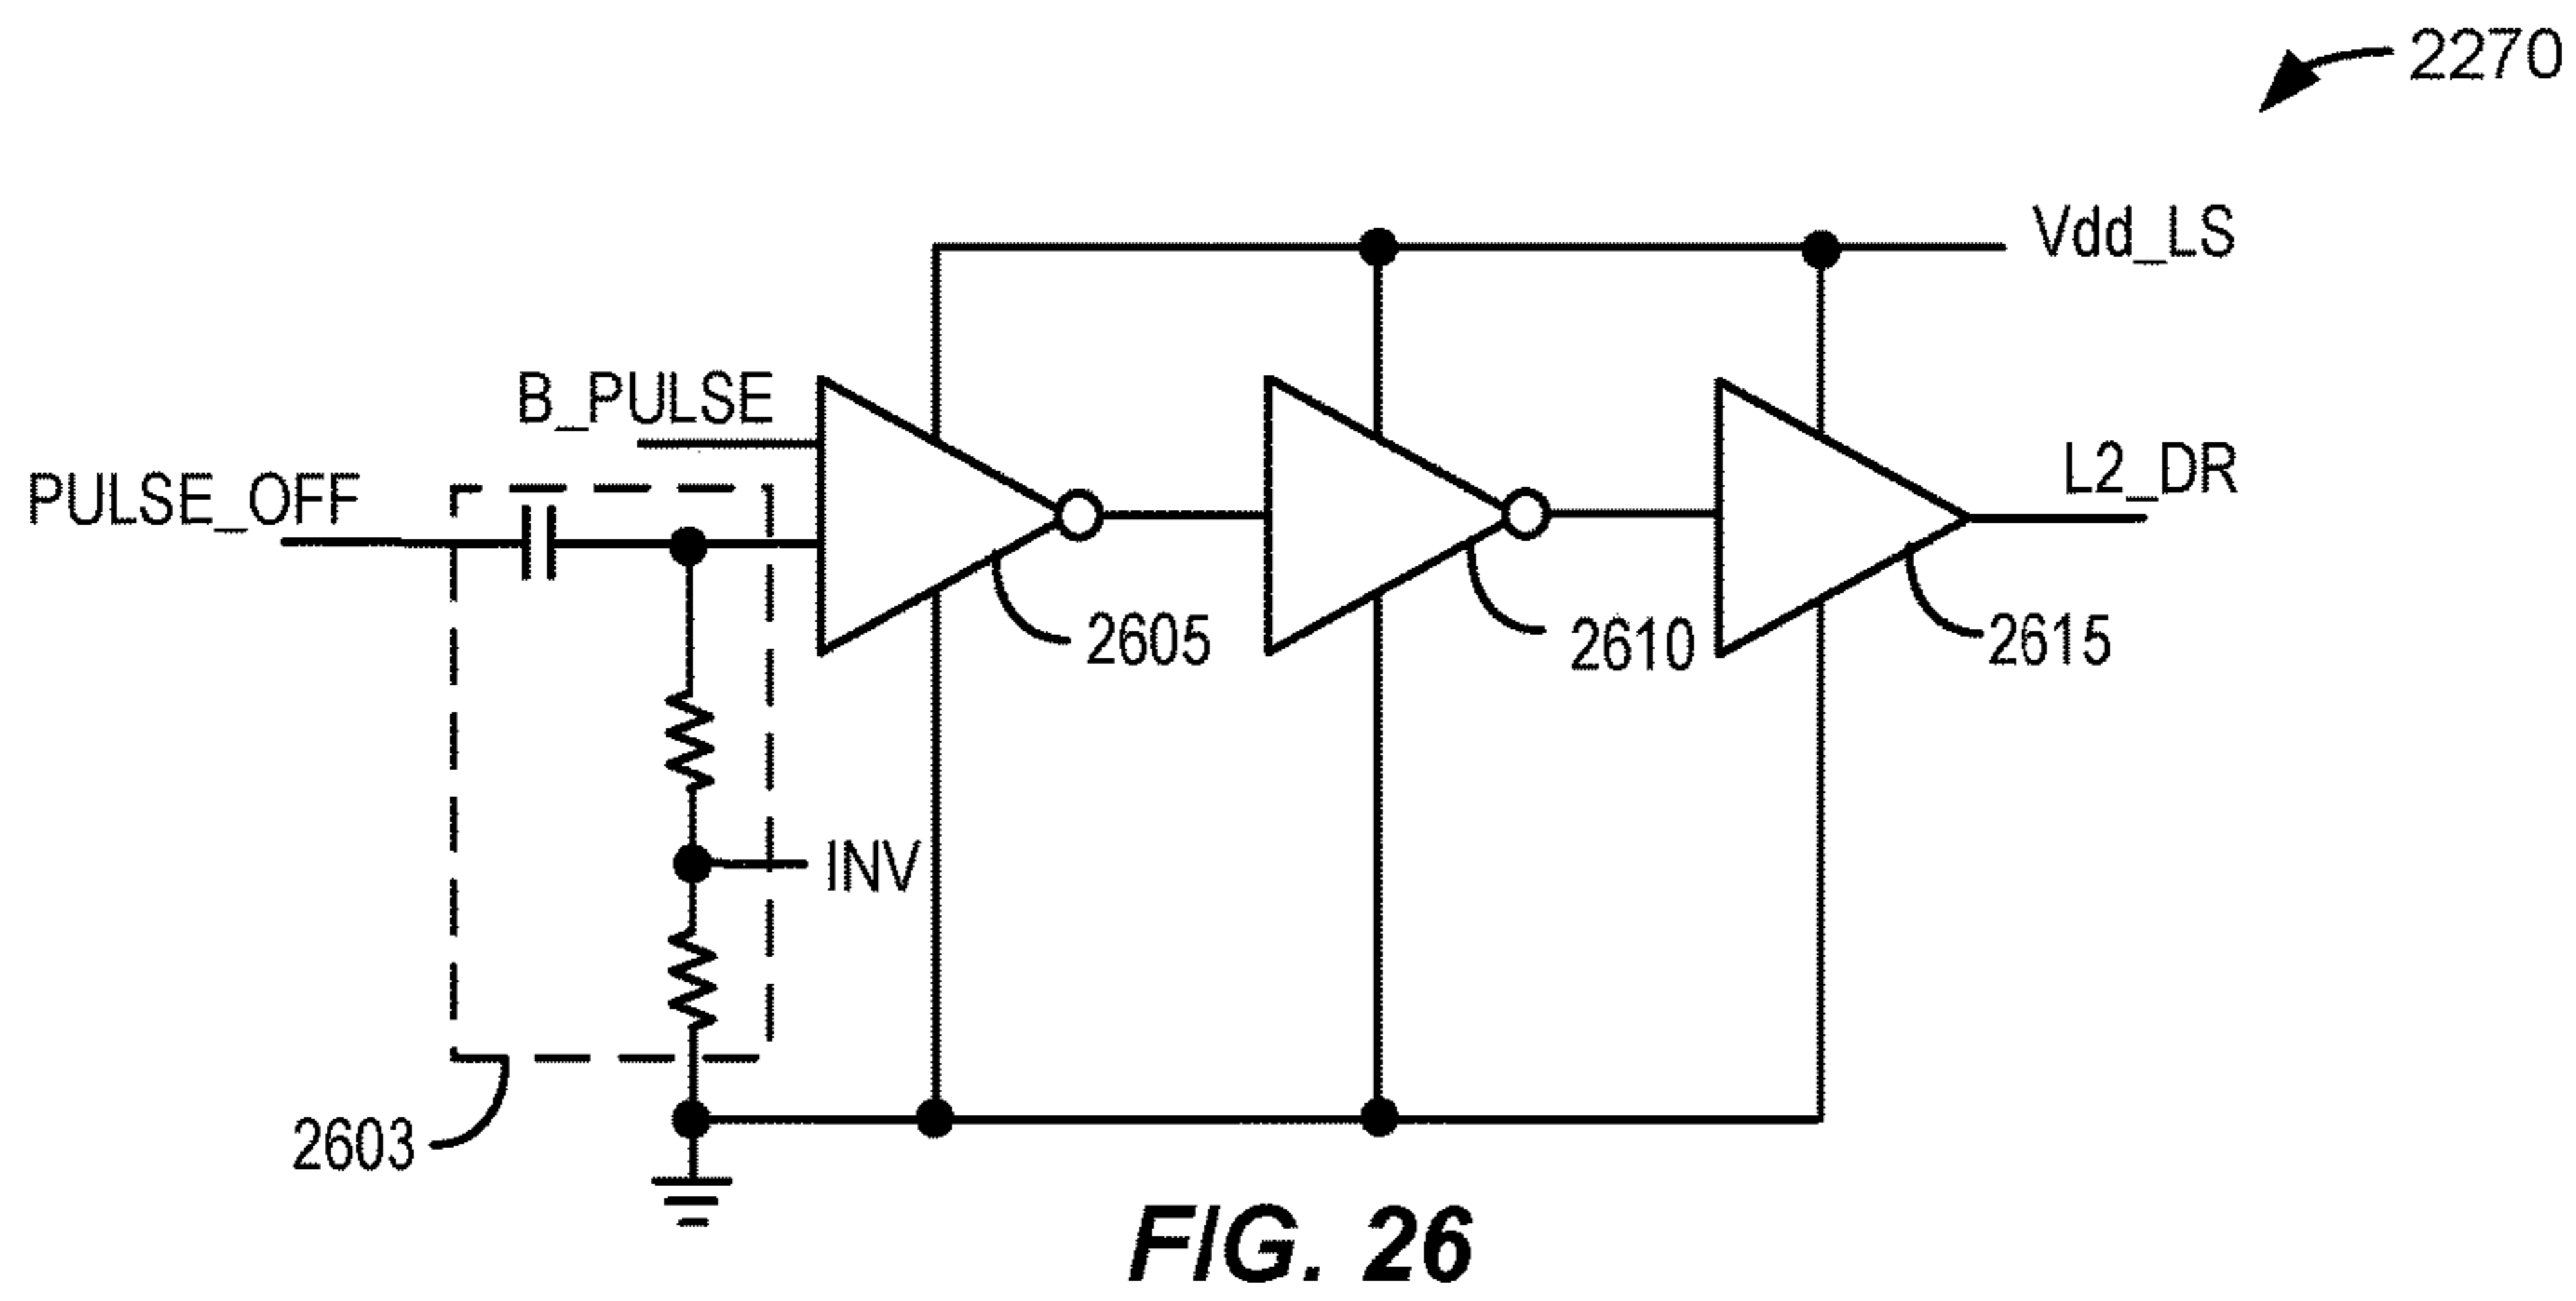 2270
Vdd_LS
B_PULSE
L2_DR
PULSE_OFF
2605
2610
2615
INV
2603
FIG. 26